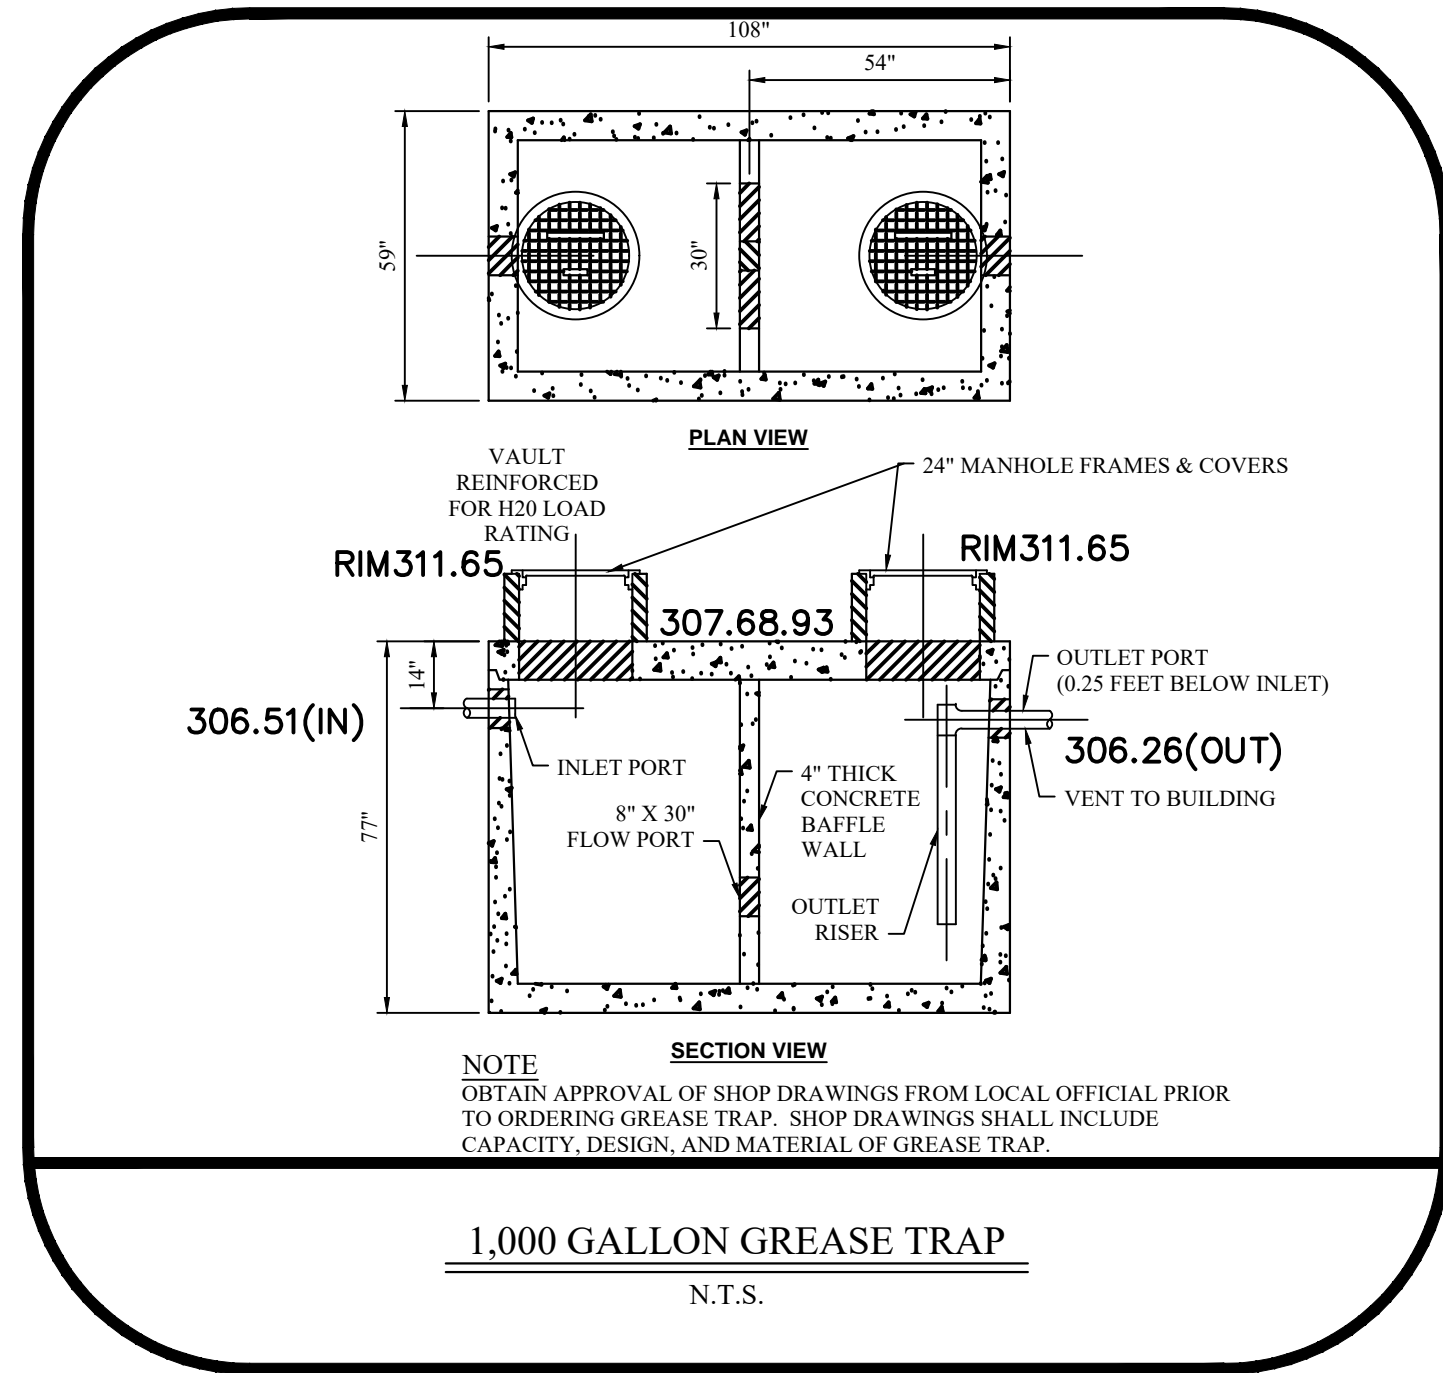 108"
54"
59"
30"
PLAN VIEW
VAULT
REINFORCED
FOR H20 LOAD
RATING
24" MANHOLE FRAMES & COVERS
RIM311.65
RIM311.65
307.68.93
14"
OUTLET PORT
(0.25 FEET BELOW INLET)
306.51(IN)
306.26(OUT)
INLET PORT
4" THICK
CONCRETE
BAFFLE
WALL
VENT TO BUILDING
8" X 30"
FLOW PORT
77"
OUTLET
RISER
SECTION VIEW
NOTE
OBTAIN APPROVAL OF SHOP DRAWINGS FROM LOCAL OFFICIAL PRIOR
TO ORDERING GREASE TRAP. SHOP DRAWINGS SHALL INCLUDE
CAPACITY, DESIGN, AND MATERIAL OF GREASE TRAP.
1,000 GALLON GREASE TRAP
N.T.S.